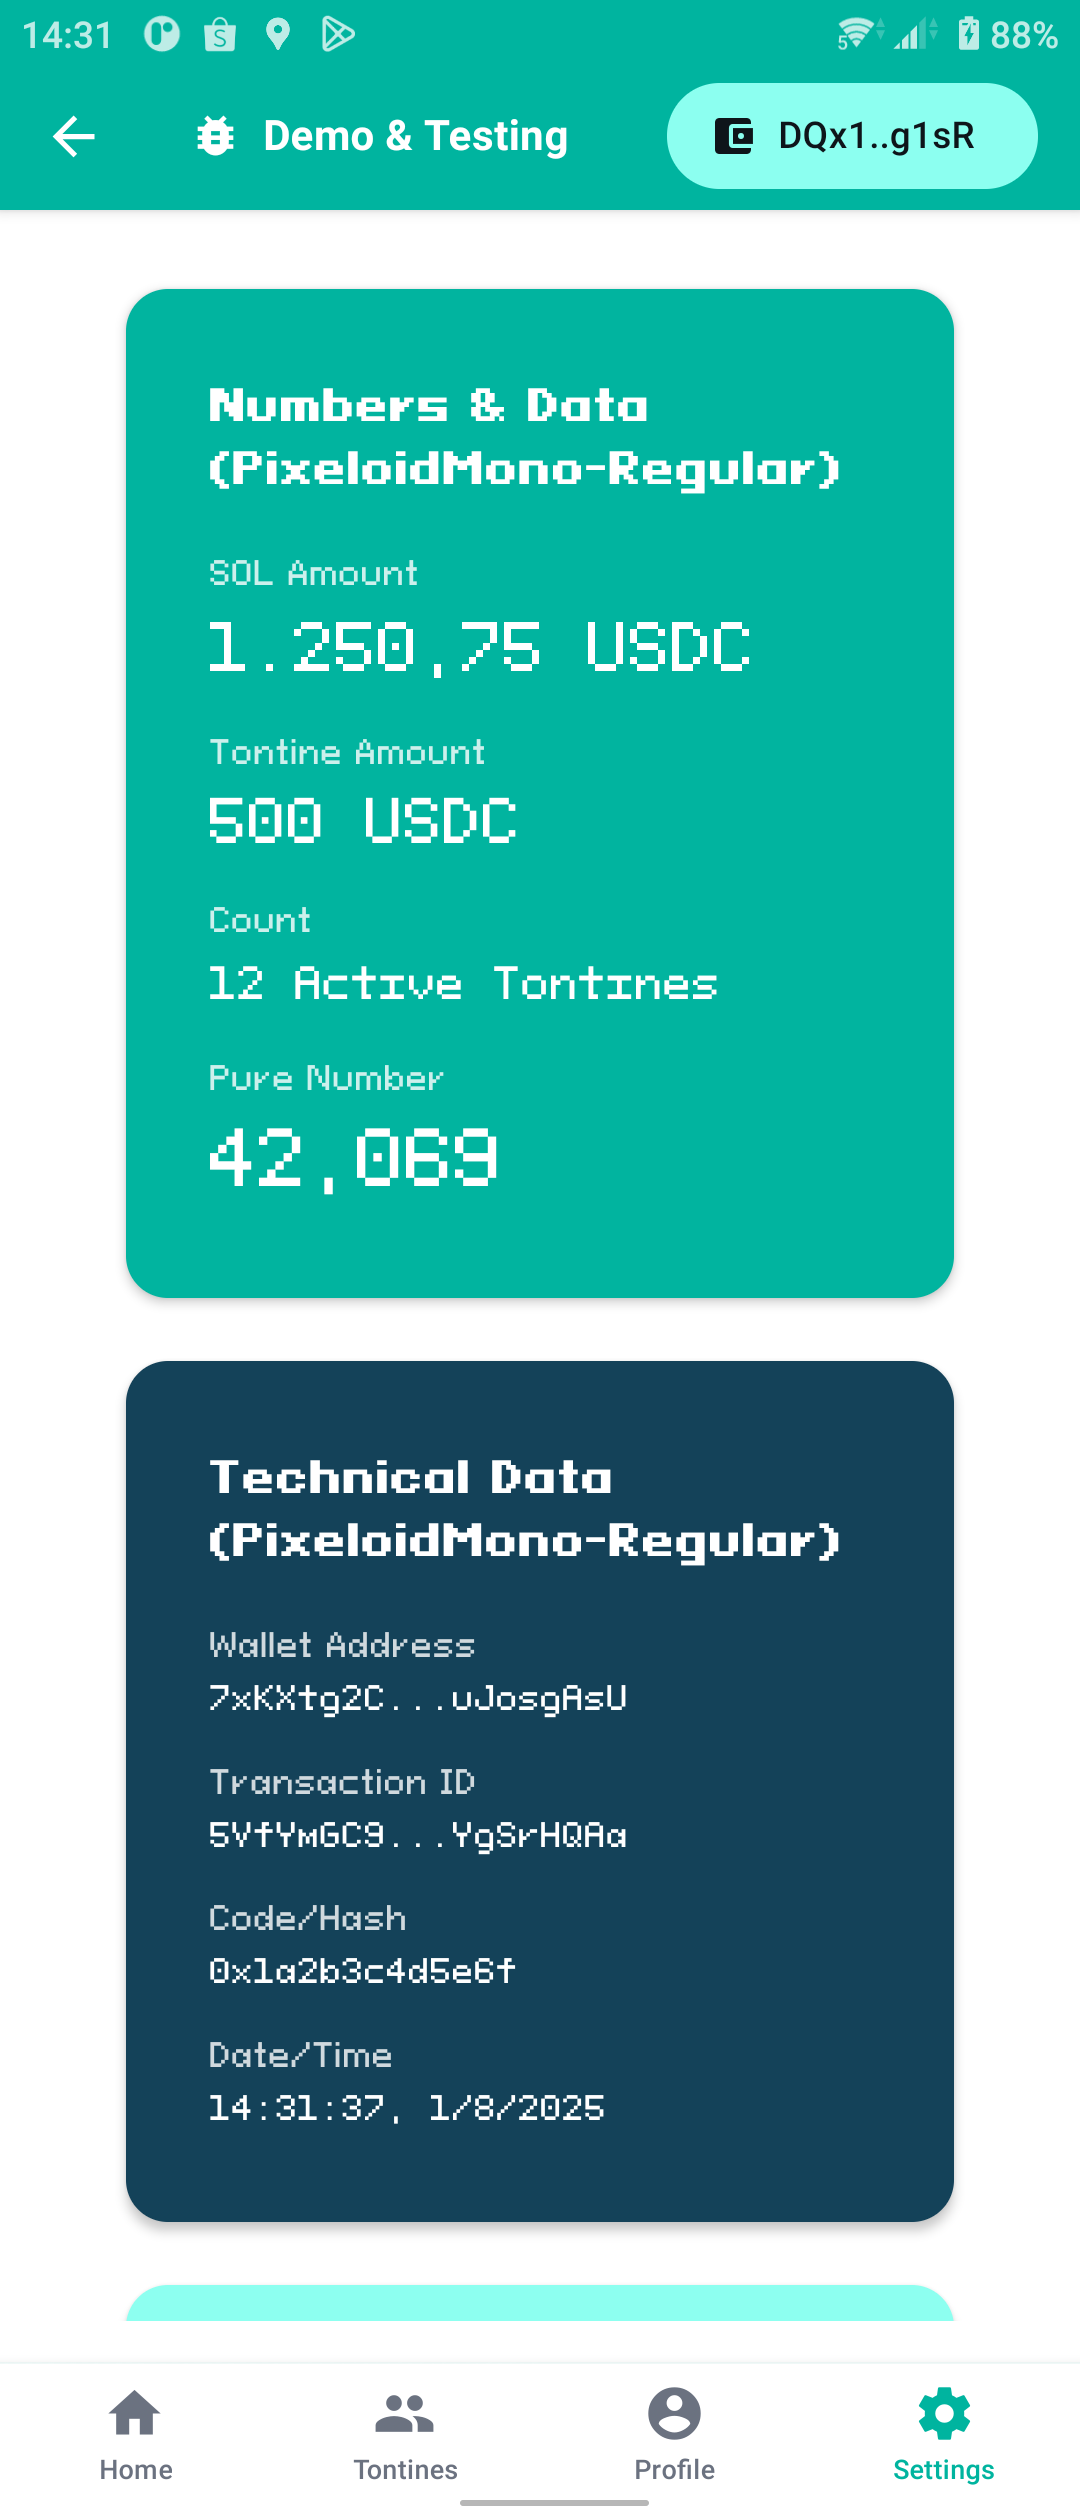 14:31
5
88%
Demo & Testing
DQx1..g1sR
Numbers & Data
(PixeloidMono-Regular)
SOL Amount
1.250,75 USDC
Tontine Amount
500 USDC
Count
12 Active Tontines
Pure Number
42,069
Technical Data
(PixeloidMono-Regular)
Wallet Address
7xKXtg2C...uJosgAsU
Transaction ID
5VfYmGC9...YgSrHQAa
Code/Hash
0x1a2b3c4d5e6f
Date/Time
14:31:37, 1/8/2025
Home
Tontines
Profile
Settings